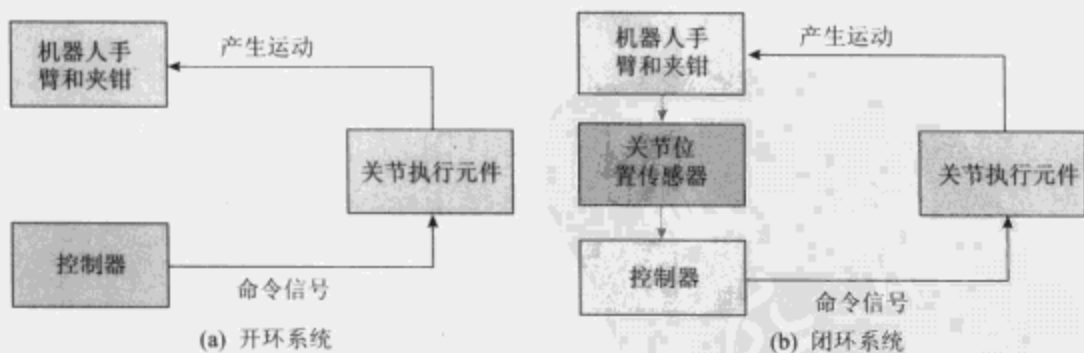 机器人手
臂和夹钳
产生运动
关节执行元件
控制器
命令信号
(a) 开环系统
机器人手
臂和夹钳
产生运动
关节位
置传感器
关节执行元件
控制器
命令信号
(b) 闭环系统